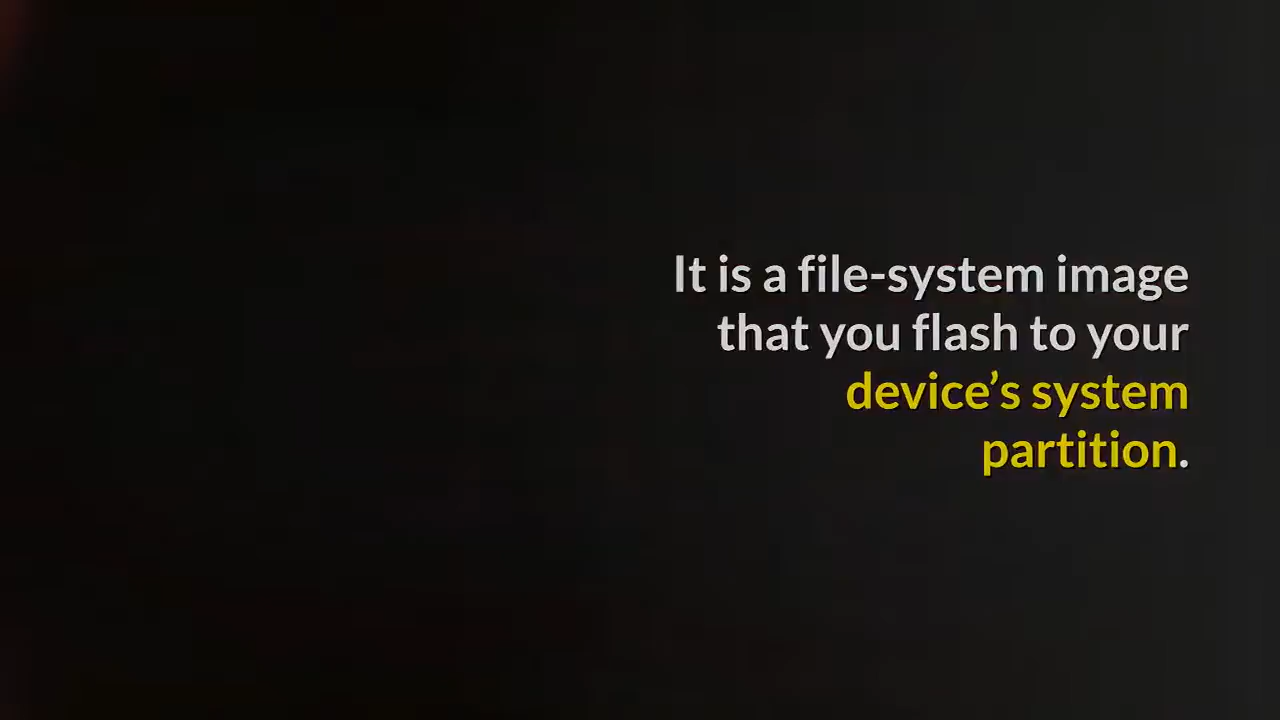 It is a file-system image
that you flash to your
device’s system
partition.